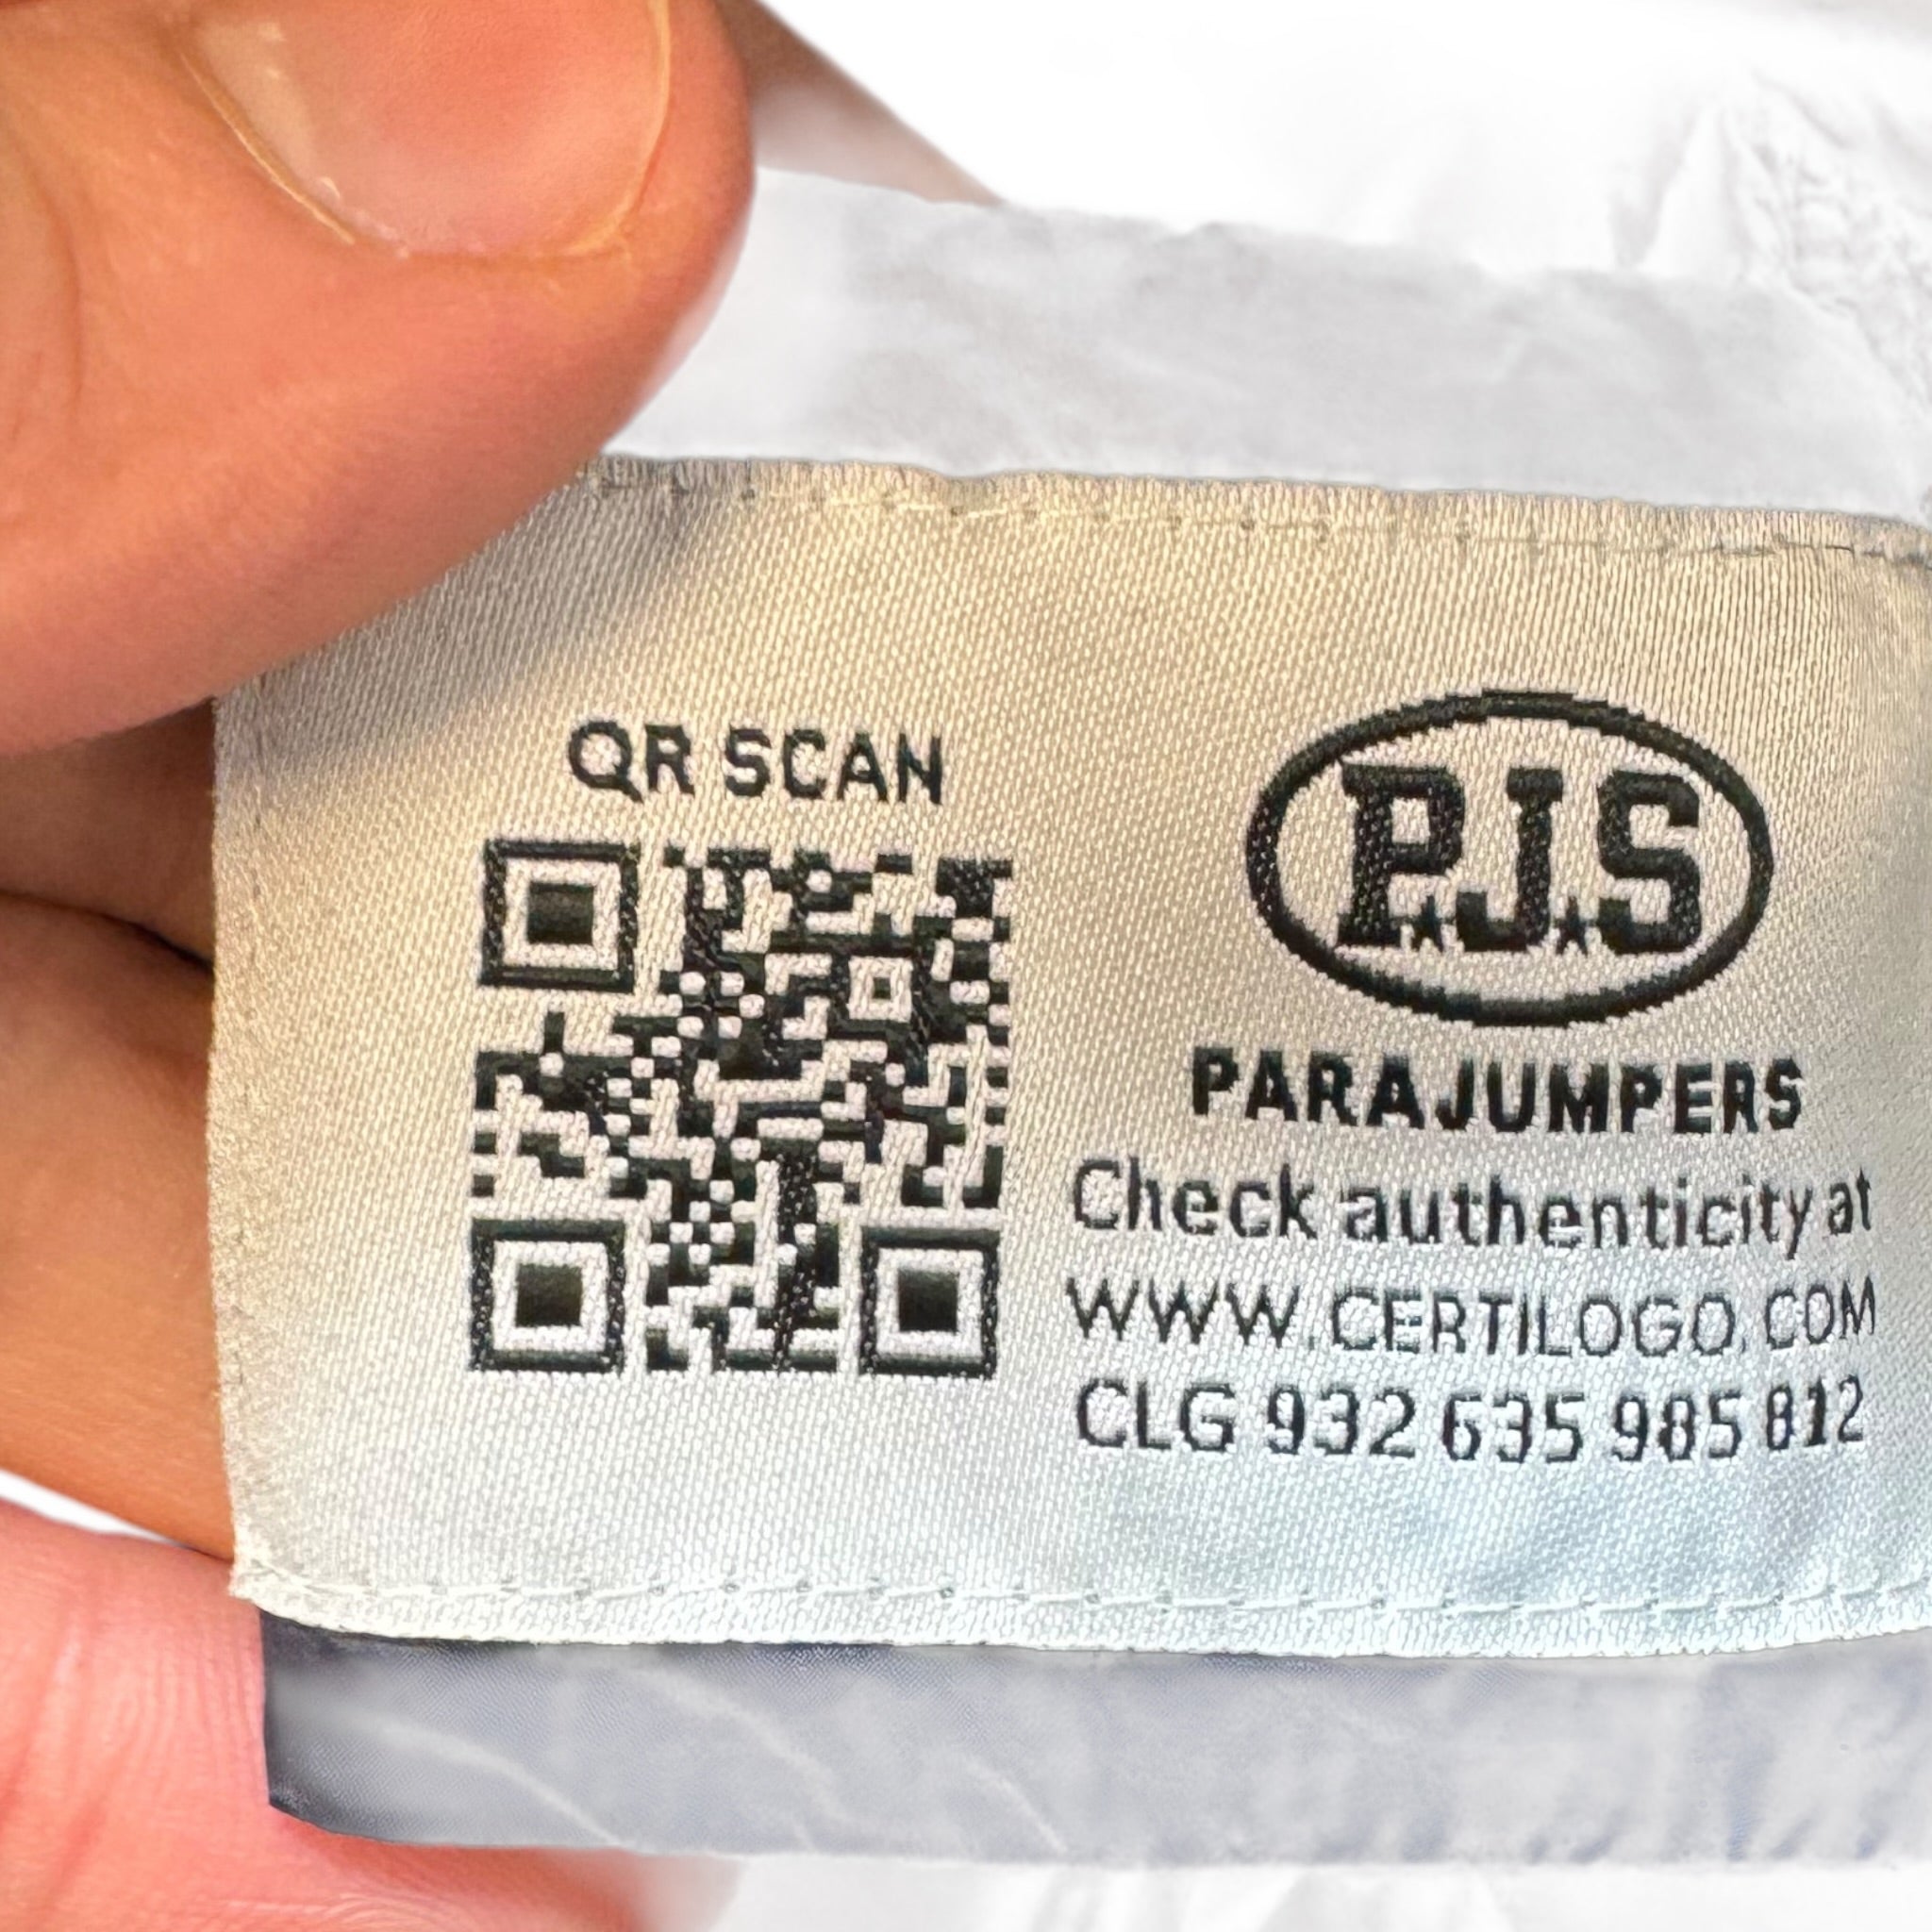 QR SCAN
P.J.S
PARAJUMPERS
Check authenticity at
WWW.CERTILOGO.COM
CLG 932 635 985 812